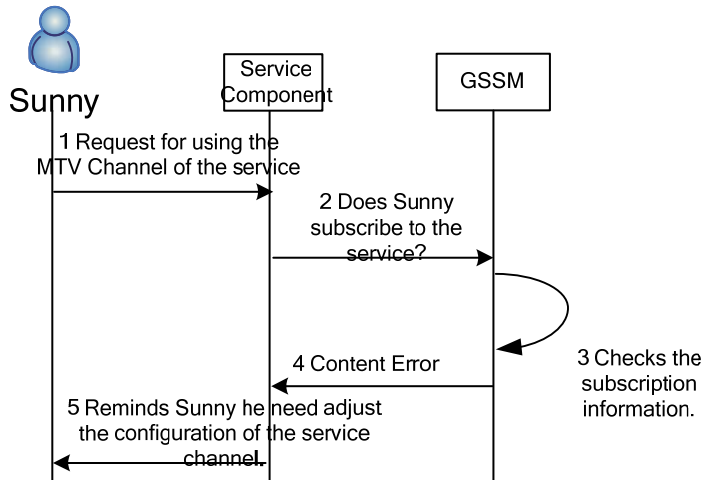 Sunny
Service
Component
GSSM
1 Request for using the
MTV Channel of the service
2 Does Sunny
subscribe to the
service?
3 Checks the
subscription
information.
4 Content Error
5 Reminds Sunny he need adjust
the configuration of the service
channel.